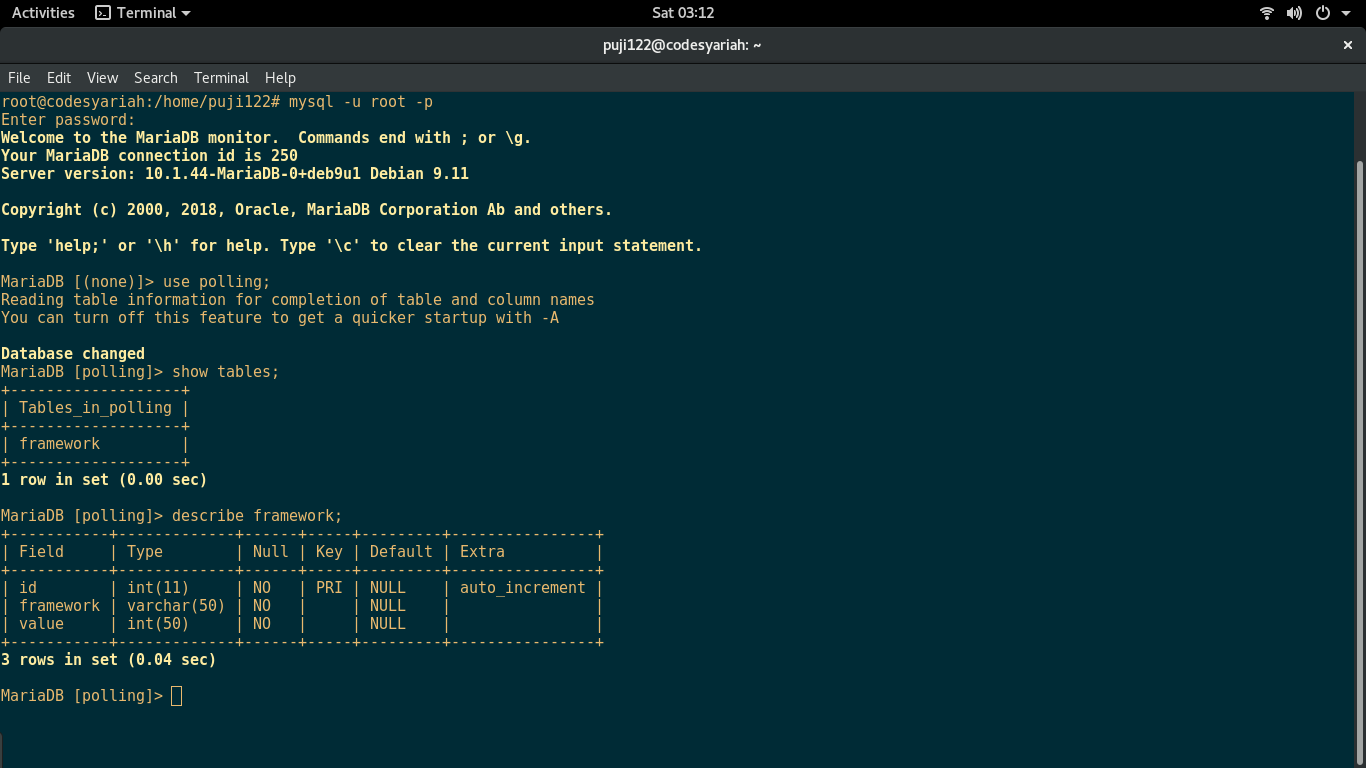 Activities Terminal Sat 03:12
puji122@codesyariah: ~ ×
File Edit View Search Terminal Help
root@codesyariah:/home/puji122# mysql -u root -p
Enter password:
Welcome to the MariaDB monitor.  Commands end with ; or \g.
Your MariaDB connection id is 250
Server version: 10.1.44-MariaDB-0+deb9u1 Debian 9.11
Copyright (c) 2000, 2018, Oracle, MariaDB Corporation Ab and others.
Type 'help;' or '\h' for help. Type '\c' to clear the current input statement.
MariaDB [(none)]> use polling;
Reading table information for completion of table and column names
You can turn off this feature to get a quicker startup with -A
Database changed
MariaDB [polling]> show tables;
+-------------------+
| Tables_in_polling |
+-------------------+
| framework         |
+-------------------+
1 row in set (0.00 sec)
MariaDB [polling]> describe framework;
+-----------+-------------+------+-----+---------+----------------+
| Field     | Type        | Null | Key | Default | Extra          |
+-----------+-------------+------+-----+---------+----------------+
| id        | int(11)     | NO   | PRI | NULL    | auto_increment |
| framework | varchar(50) | NO   |     | NULL    |                |
| value     | int(50)     | NO   |     | NULL    |                |
+-----------+-------------+------+-----+---------+----------------+
3 rows in set (0.04 sec)
MariaDB [polling]>